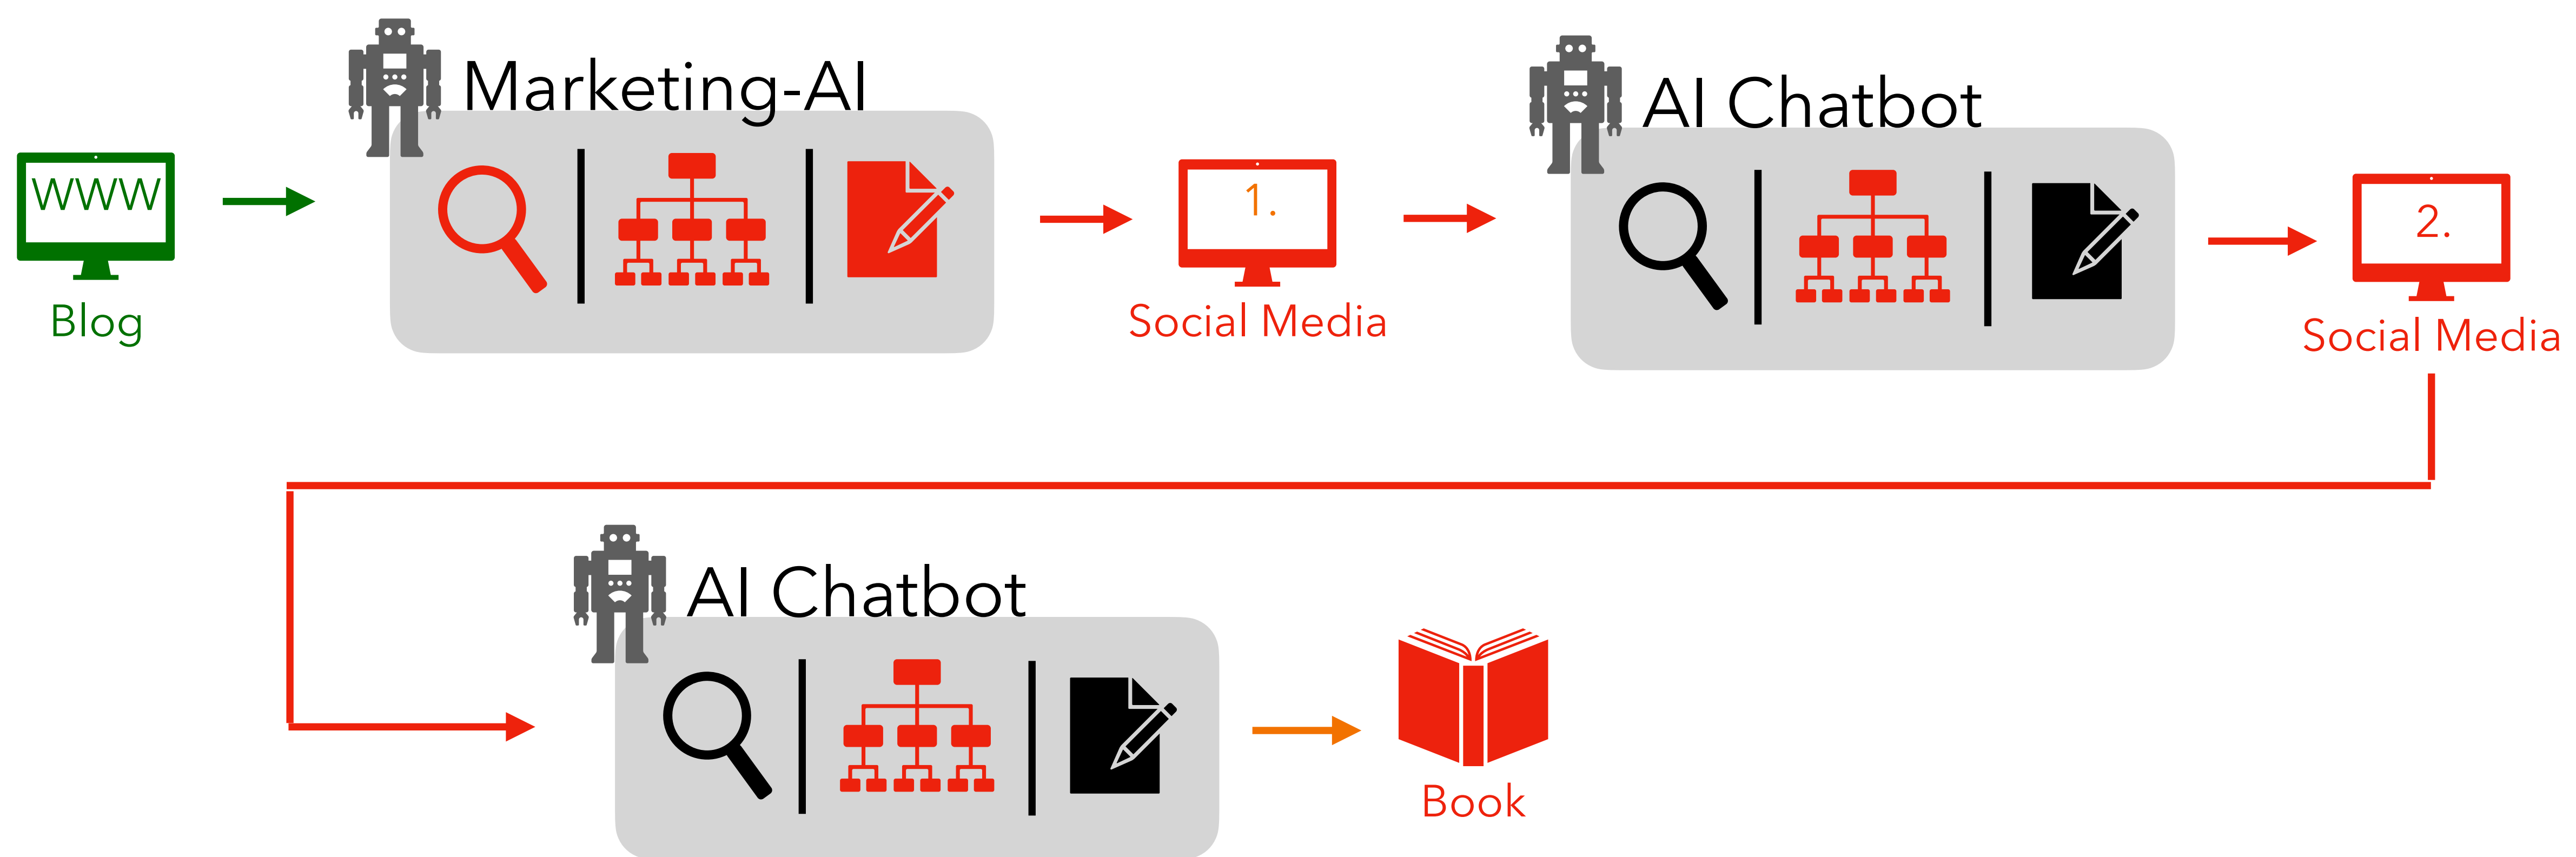 Marketing-AI
AI Chatbot
WWW
1.
2.
Blog
Social Media
Social Media
AI Chatbot
Book